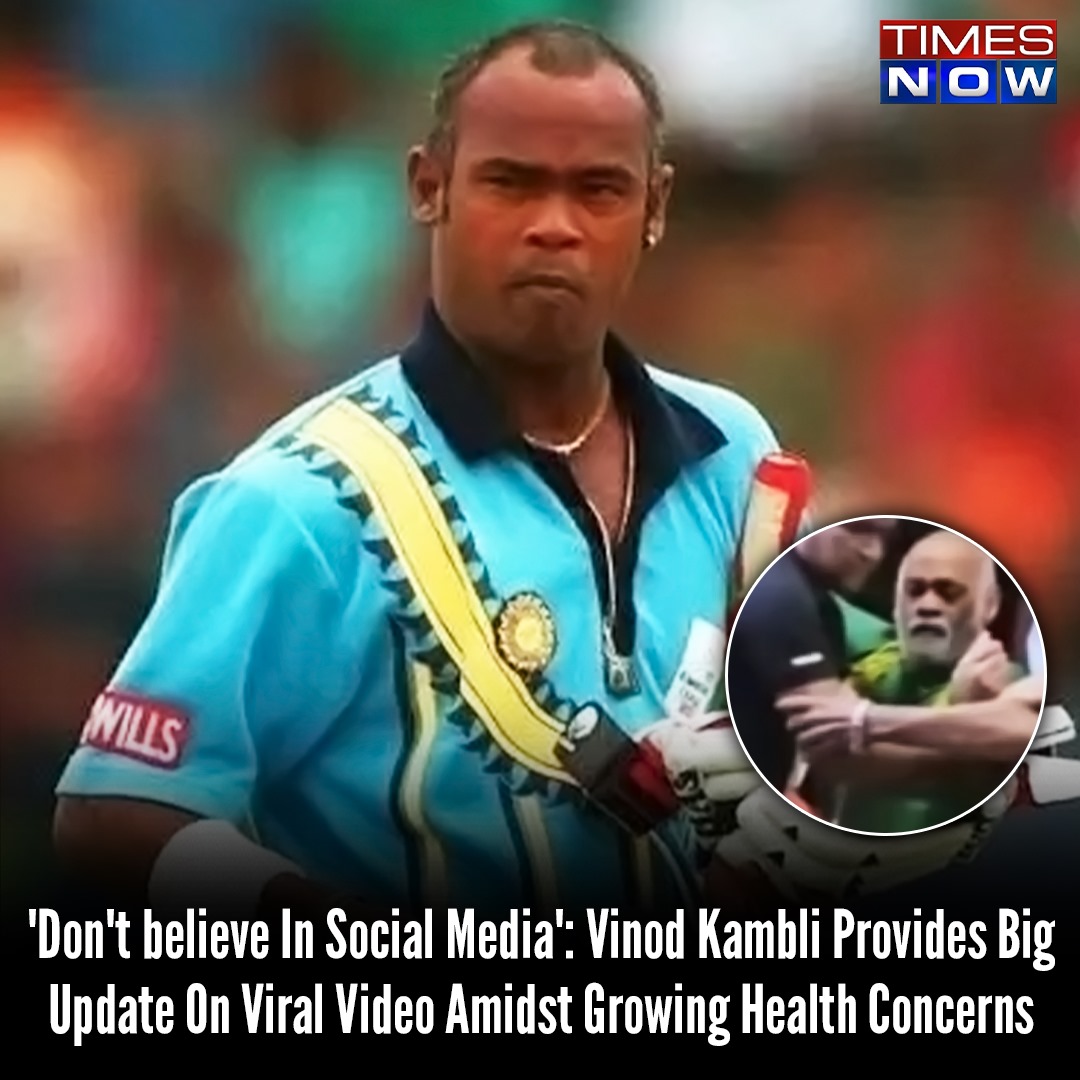 TIMES
NOW
WILLS
'Don't believe In Social Media': Vinod Kambli Provides Big
Update On Viral Video Amidst Growing Health Concerns